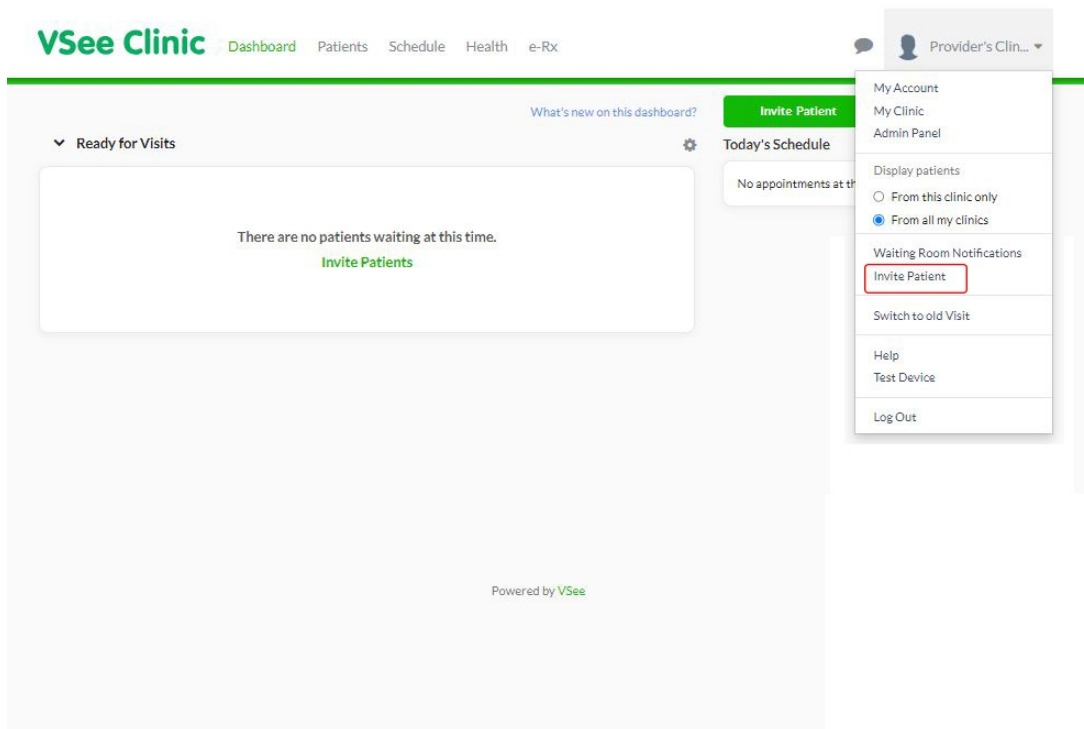 VSee Clinic Dashboard Patients Schedule Health e-Rx Provider's Clin...
What's new on this dashboard?
Ready for Visits
There are no patients waiting at this time.
Invite Patients
Invite Patient
Today's Schedule
No appointments at th
My Account
My Clinic
Admin Panel
Display patients
From this clinic only
From all my clinics
Waiting Room Notifications
Invite Patient
Switch to old Visit
Help
Test Device
Log Out
Powered by VSee